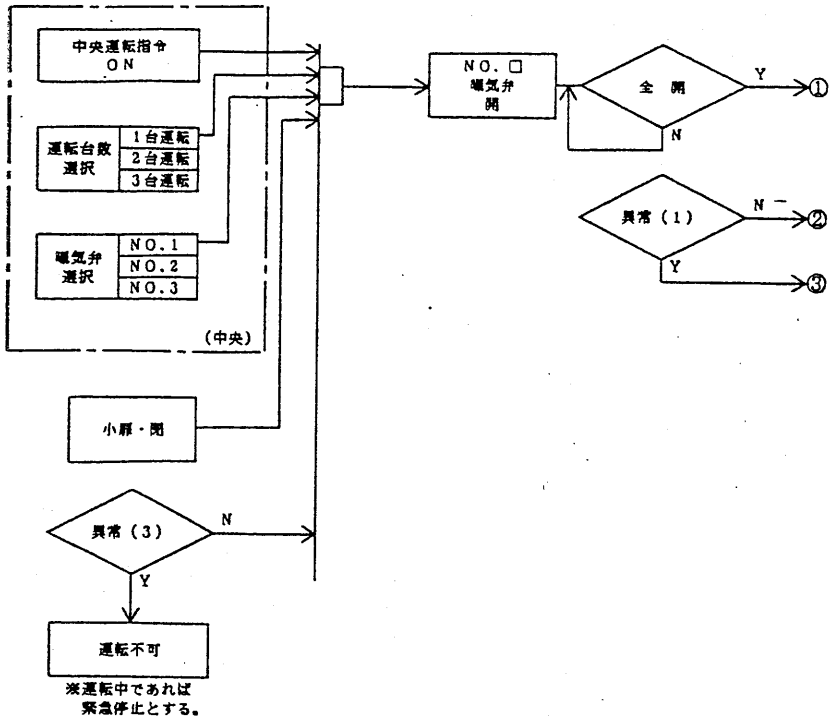 中央運転指令
ON
運転台数
選択
1台運転
2台運転
3台運転
曝気弁
選択
NO.1
NO.2
NO.3
(中央)
小扉・閉
異常(3)
N
Y
運転不可
※運転中であれば
緊急停止とする。
NO.□
曝気弁
開
全開
Y
①
N
異常(1)
N
②
Y
③